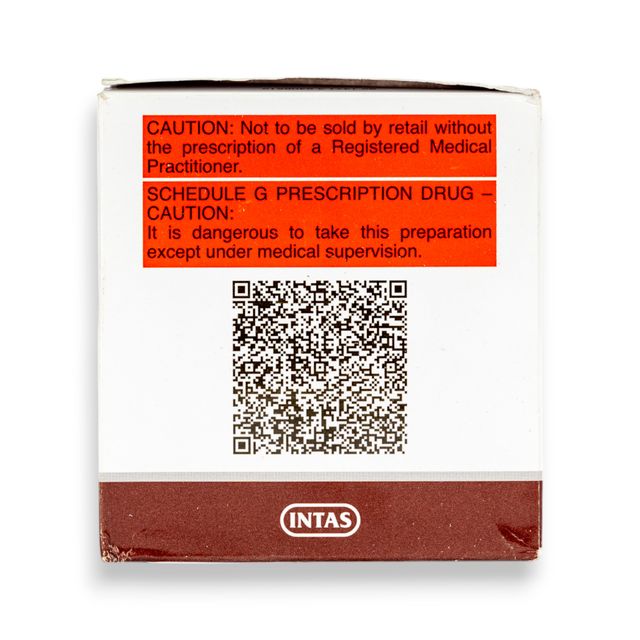 CAUTION: Not to be sold by retail without
the prescription of a Registered Medical
Practitioner.
SCHEDULE G PRESCRIPTION DRUG –
CAUTION:
It is dangerous to take this preparation
except under medical supervision.
INTAS